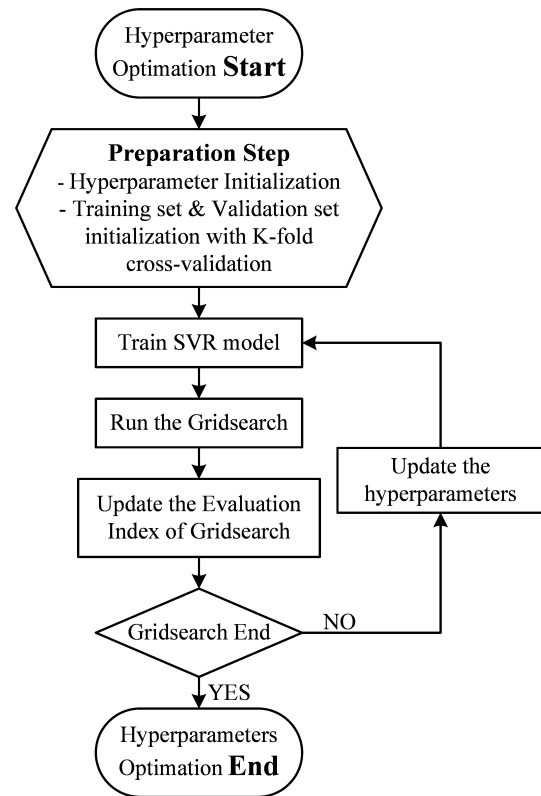 Hyperparameter
Optimation Start
Preparation Step
- Hyperparameter Initialization
- Training set & Validation set
initialization with K-fold
cross-validation
Train SVR model
Run the Gridsearch
Update the Evaluation
Index of Gridsearch
Update the
hyperparameters
Gridsearch End
NO
YES
Hyperparameters
Optimation End